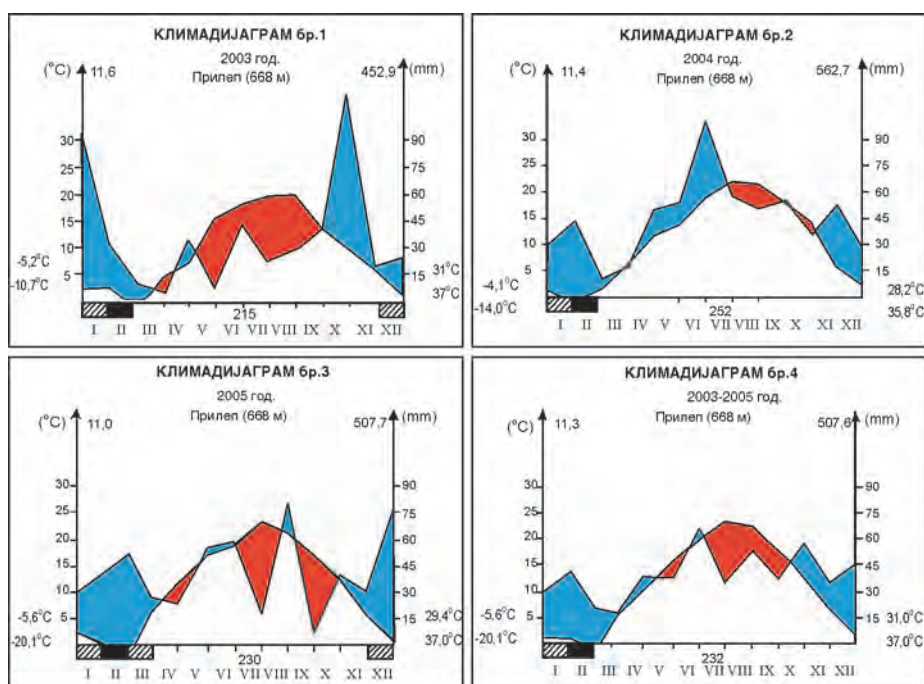 КЛИМАДИЈАГРАМ бр.1
2003 год.
Прилеп (668 м)
(°C) 11,6 452,9 (mm)
30 90
25 75
20 60
15 45
10 30
5 15
-5,2°C 31°C
-10,7°C 37°C
215
I II III IV V VI VII VIII IX X XI XII
КЛИМАДИЈАГРАМ бр.2
2004 год.
Прилеп (668 м)
(°C) 11,4 562,7 (mm)
30 90
25 75
20 60
15 45
10 30
5 15
-4,1°C 28,2°C
-14,0°C 35,8°C
252
I II III IV V VI VII VIII IX X XI XII
КЛИМАДИЈАГРАМ бр.3
2005 год.
Прилеп (668 м)
(°C) 11,0 507,7 (mm)
30 90
25 75
20 60
15 45
10 30
5 15
-5,6°C 29,4°C
-20,1°C 37,0°C
230
I II III IV V VI VII VIII IX X XI XII
КЛИМАДИЈАГРАМ бр.4
2003-2005 год.
Прилеп (668 м)
(°C) 11,3 507,6 (mm)
30 90
25 75
20 60
15 45
10 30
5 15
-5,6°C 31,0°C
-20,1°C 37,0°C
232
I II III IV V VI VII VIII IX X XI XII